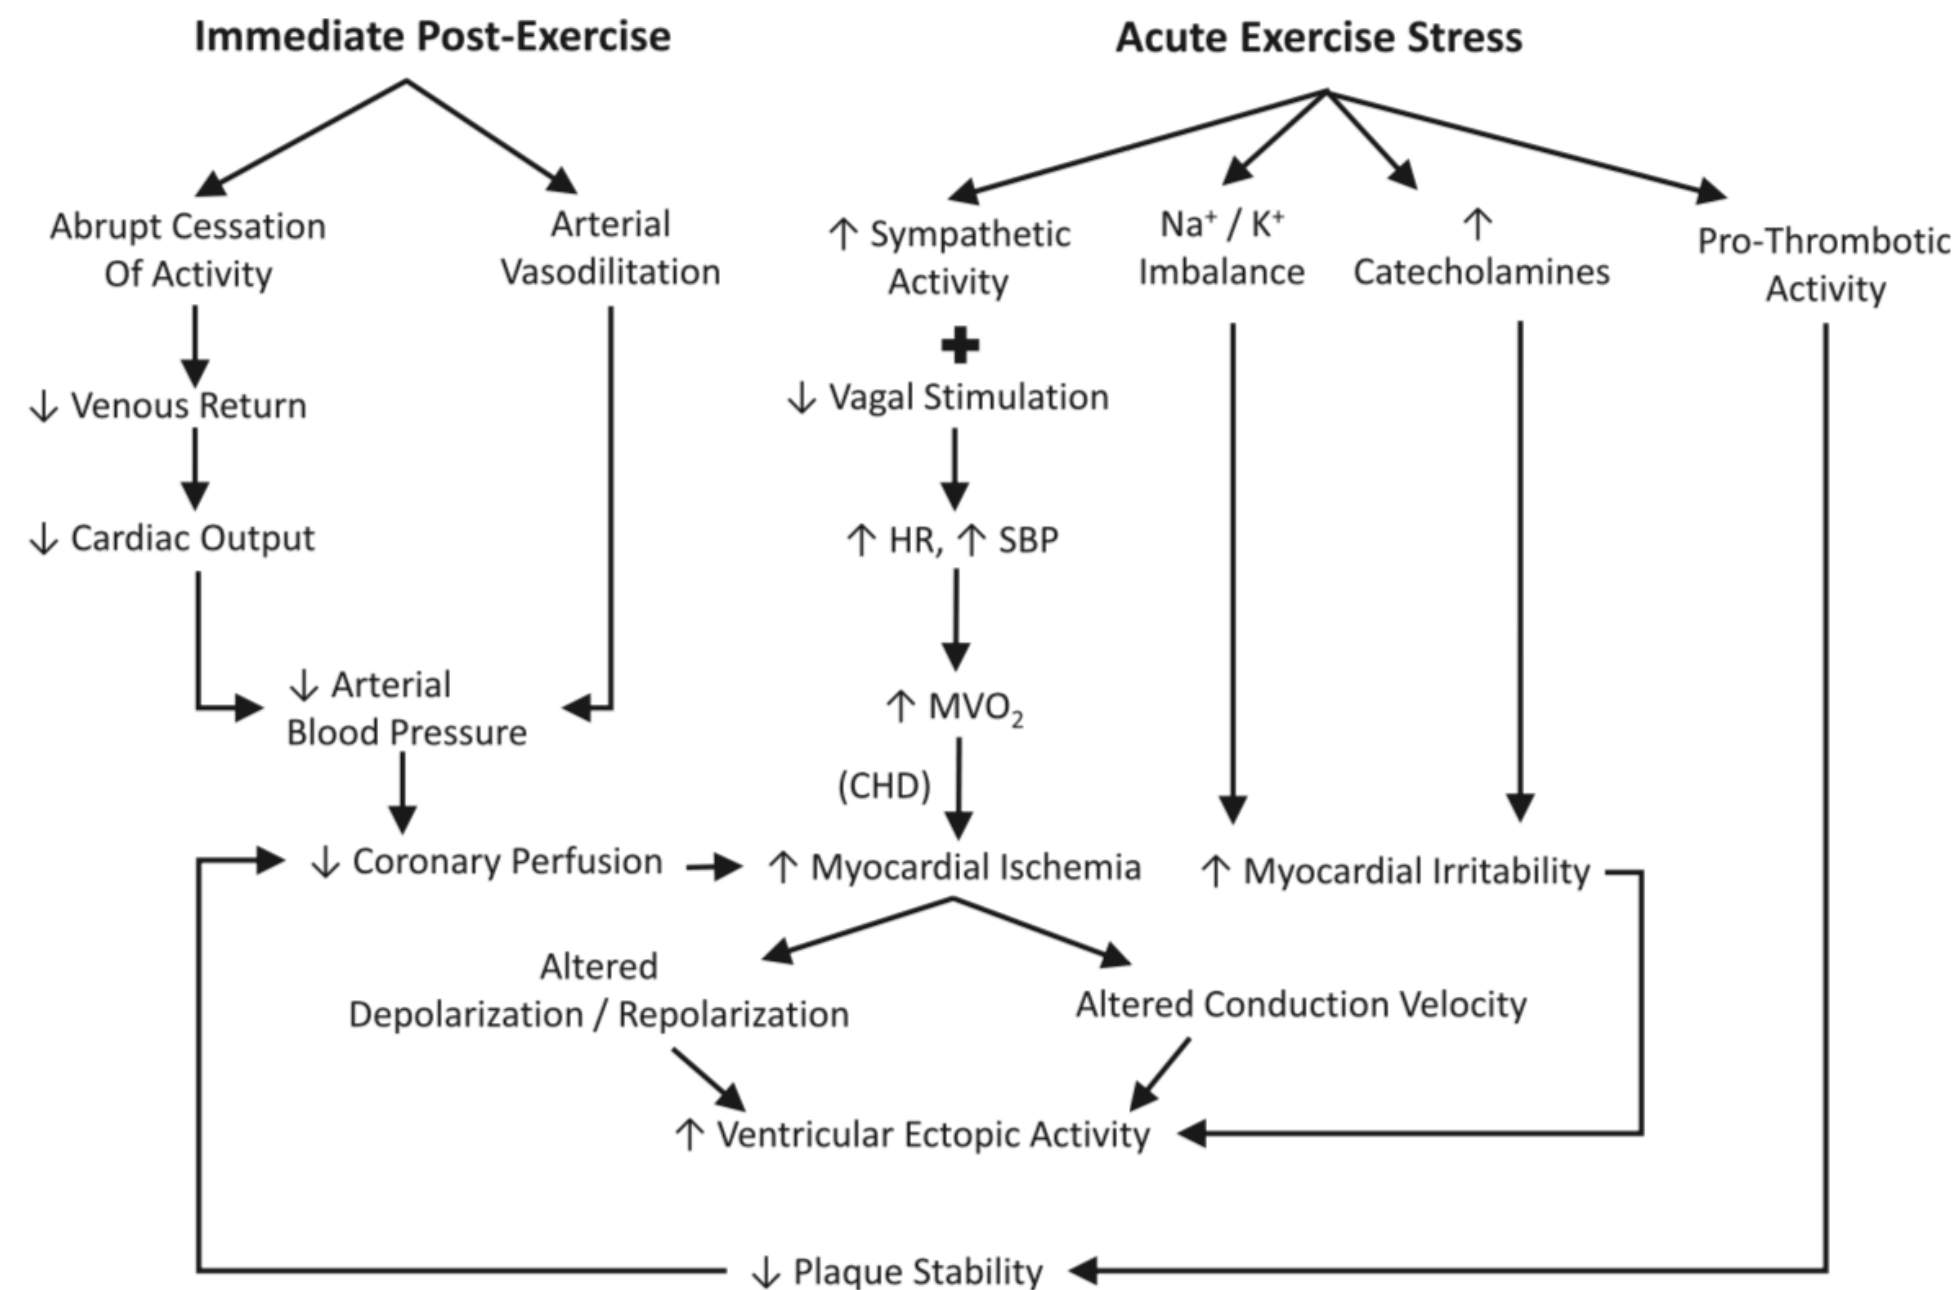 Immediate Post-Exercise
Acute Exercise Stress
Abrupt Cessation
Of Activity
Arterial
Vasodilitation
↑ Sympathetic
Activity
Na⁺ / K⁺
Imbalance
↑
Catecholamines
Pro-Thrombotic
Activity
↓ Venous Return
↓ Vagal Stimulation
↓ Cardiac Output
↑ HR, ↑ SBP
↓ Arterial
Blood Pressure
↑ MVO₂
(CHD)
↓ Coronary Perfusion
↑ Myocardial Ischemia
↑ Myocardial Irritability
Altered
Depolarization / Repolarization
Altered Conduction Velocity
↑ Ventricular Ectopic Activity
↓ Plaque Stability